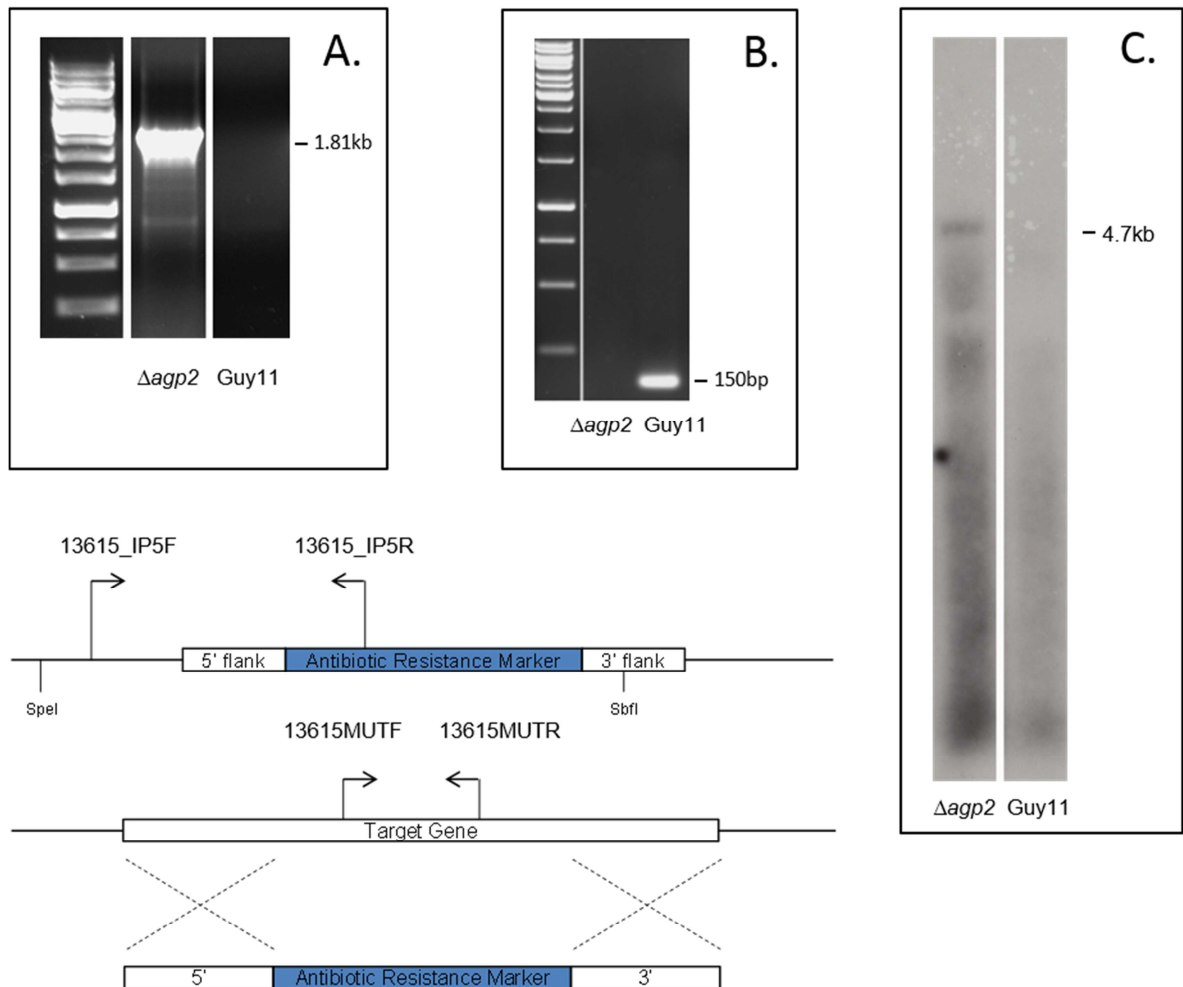 A.
– 1.81kb
Δagp2 Guy11
B.
– 150bp
Δagp2 Guy11
C.
– 4.7kb
Δagp2 Guy11
13615_IP5F 13615_IP5R
5' flank Antibiotic Resistance Marker 3' flank
SpeI SbfI
13615MUTF 13615MUTR
Target Gene
5' Antibiotic Resistance Marker 3'